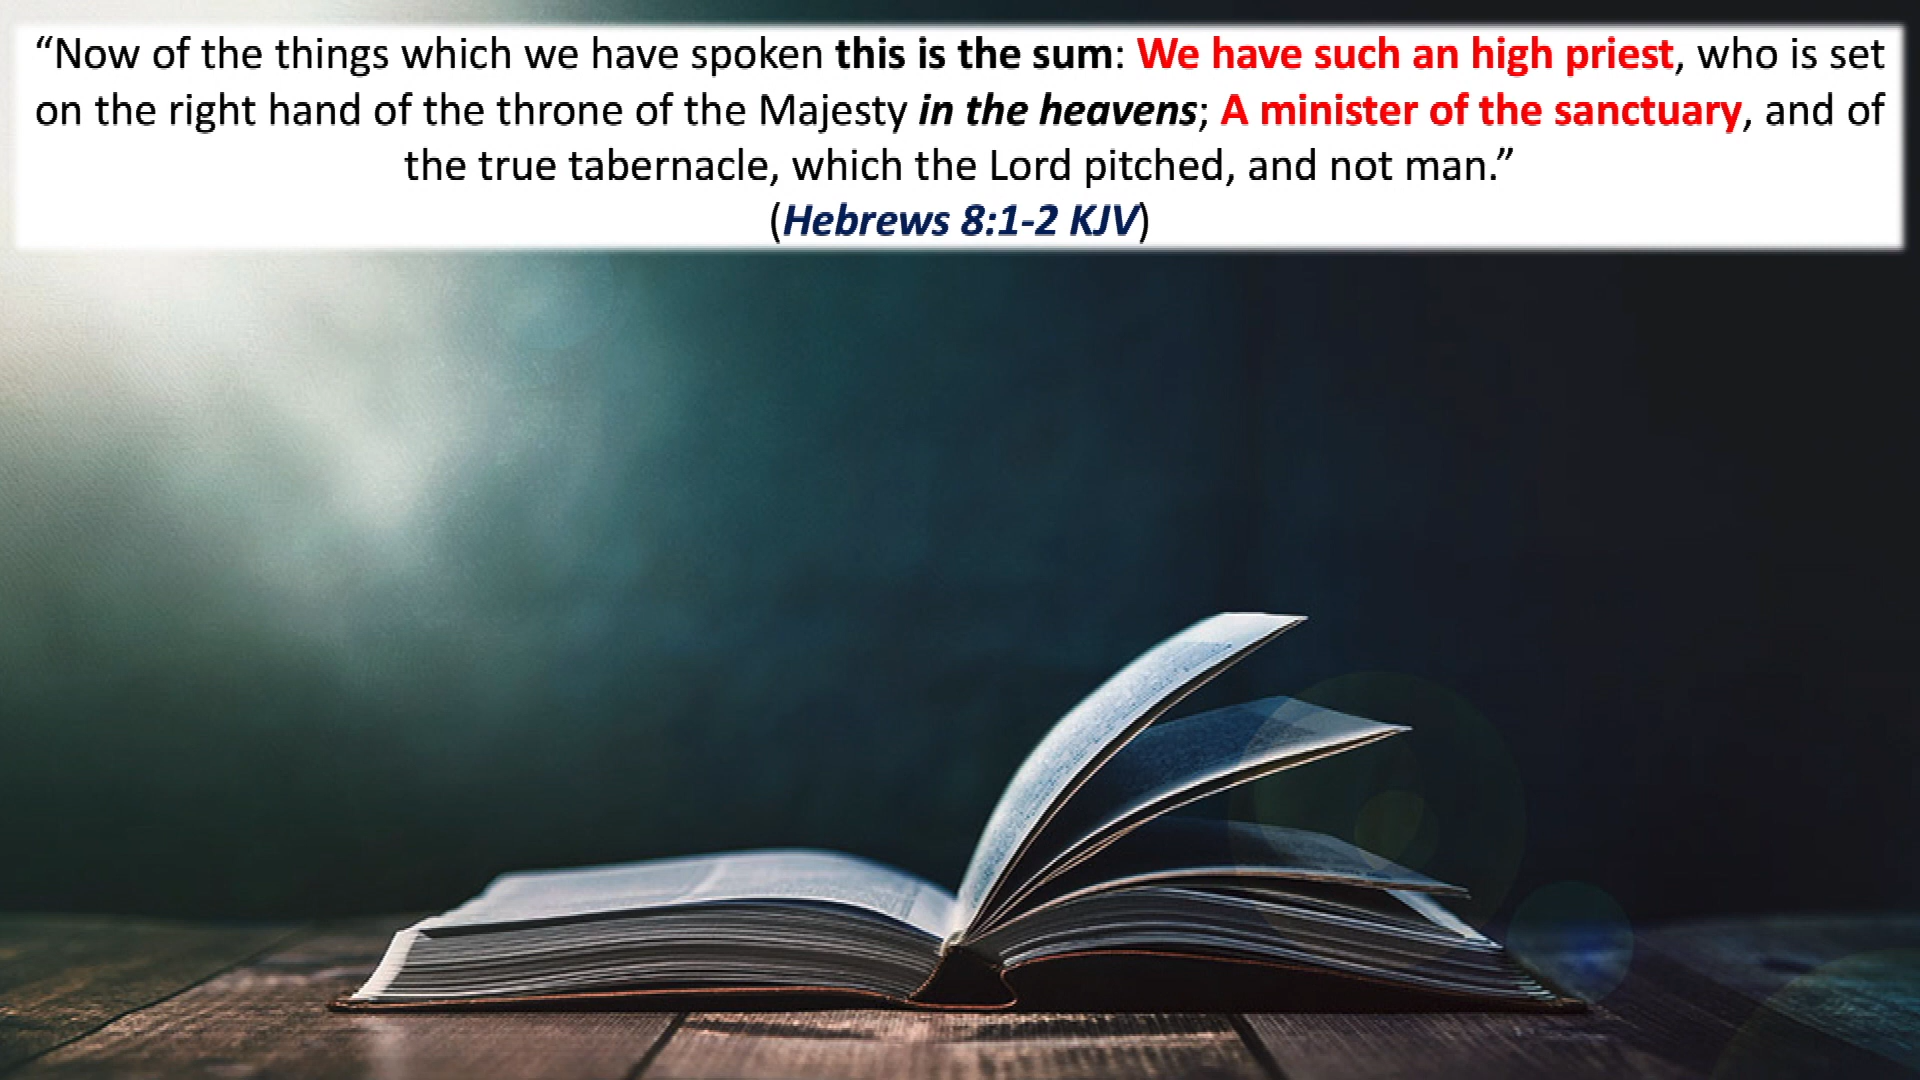 “Now of the things which we have spoken this is the sum: We have such an high priest, who is set
on the right hand of the throne of the Majesty in the heavens; A minister of the sanctuary, and of
the true tabernacle, which the Lord pitched, and not man.”
(Hebrews 8:1-2 KJV)